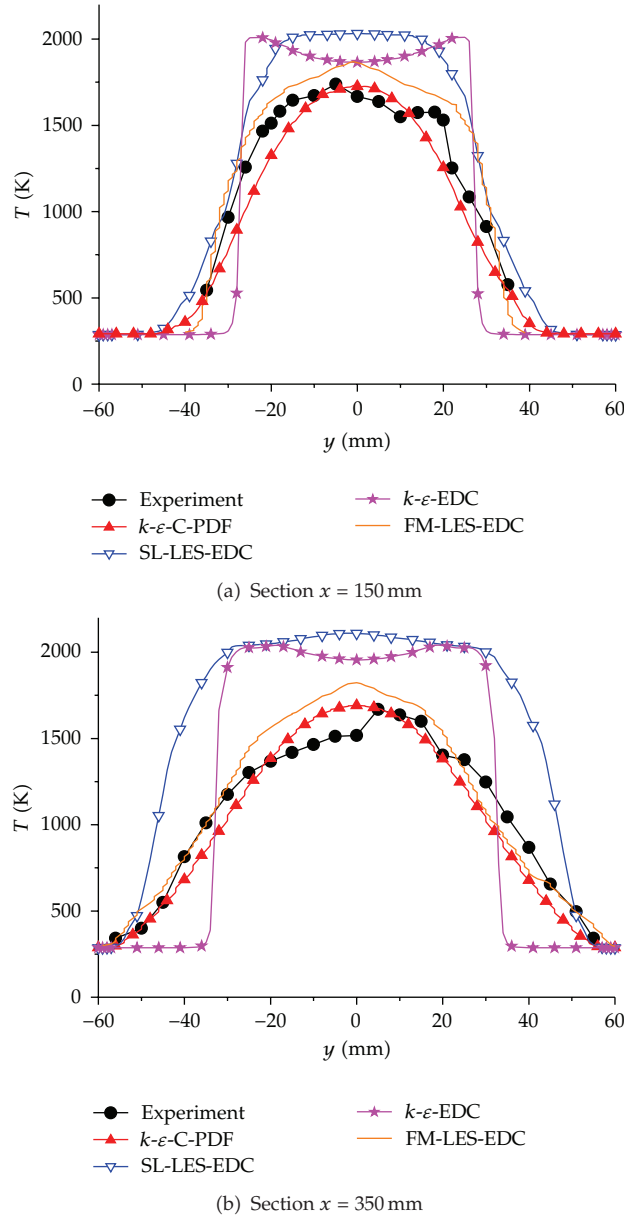 2000
1500
1000
500
0
T (K)
−60 −40 −20 0 20 40 60
y (mm)
Experiment
k-ε-C-PDF
SL-LES-EDC
k-ε-EDC
FM-LES-EDC
(a) Section x = 150 mm
2000
1500
1000
500
0
T (K)
−60 −40 −20 0 20 40 60
y (mm)
Experiment
k-ε-C-PDF
SL-LES-EDC
k-ε-EDC
FM-LES-EDC
(b) Section x = 350 mm